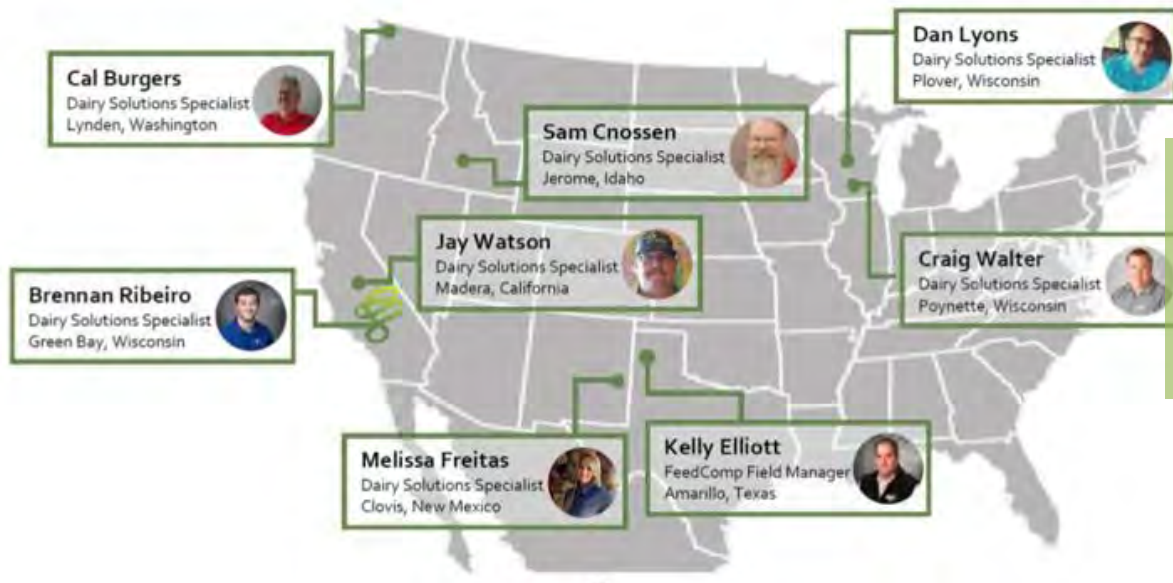 Cal Burgers
Dairy Solutions Specialist
Lynden, Washington
Dan Lyons
Dairy Solutions Specialist
Plover, Wisconsin
Sam Cnossen
Dairy Solutions Specialist
Jerome, Idaho
Jay Watson
Dairy Solutions Specialist
Madera, California
Craig Walter
Dairy Solutions Specialist
Poynette, Wisconsin
Brennan Ribeiro
Dairy Solutions Specialist
Green Bay, Wisconsin
Melissa Freitas
Dairy Solutions Specialist
Clovis, New Mexico
Kelly Elliott
FeedComp Field Manager
Amarillo, Texas